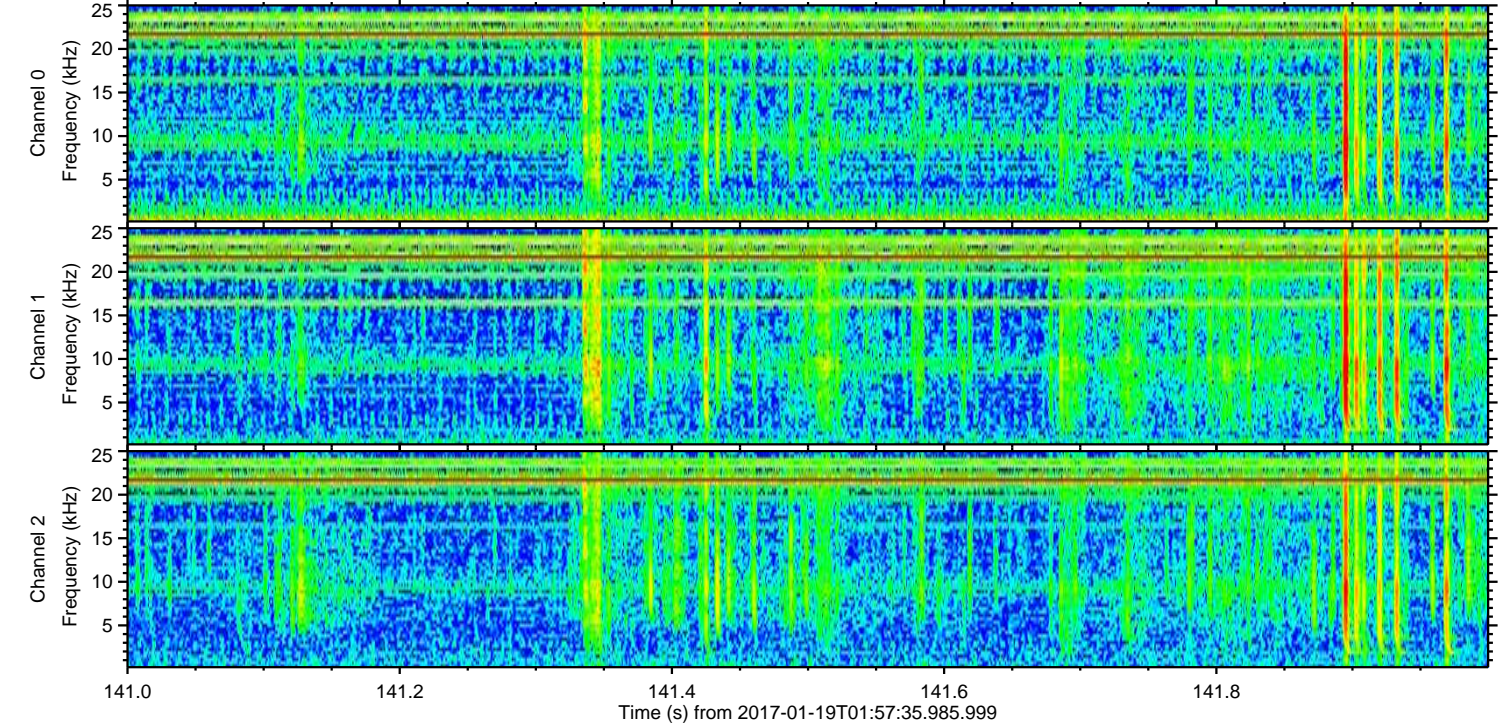 Channel 0
Frequency (kHz)
25
20
15
10
5
Channel 1
Frequency (kHz)
25
20
15
10
5
Channel 2
Frequency (kHz)
25
20
15
10
5
141.0 141.2 141.4 141.6 141.8
Time (s) from 2017-01-19T01:57:35.985.999